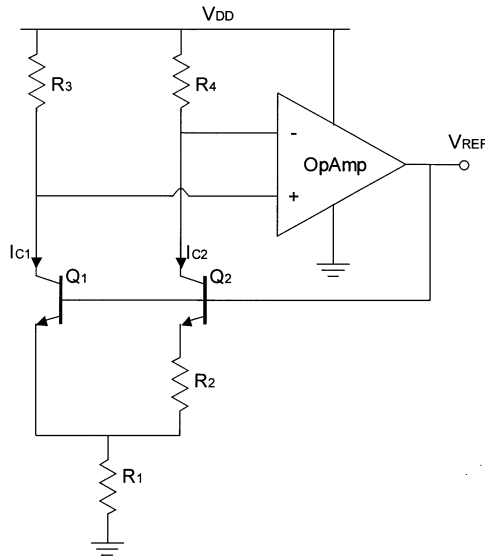 VDD
R3
R4
-
OpAmp
+
VREF
IC1
Q1
IC2
Q2
R2
R1